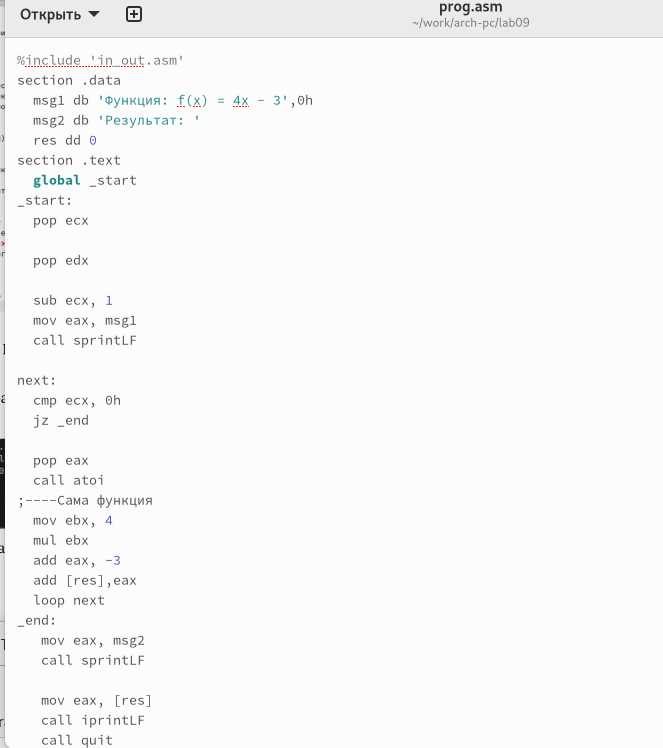 Открыть
prog.asm
~/work/arch-pc/lab09
%include 'in_out.asm'
section .data
  msg1 db 'Функция: f(x) = 4x - 3',0h
  msg2 db 'Результат: '
  res dd 0
section .text
  global _start
_start:
  pop ecx
  pop edx
  sub ecx, 1
  mov eax, msg1
  call sprintLF
next:
  cmp ecx, 0h
  jz _end
  pop eax
  call atoi
;----Сама функция
  mov ebx, 4
  mul ebx
  add eax, -3
  add [res],eax
  loop next
_end:
   mov eax, msg2
   call sprintLF
   mov eax, [res]
   call iprintLF
   call quit